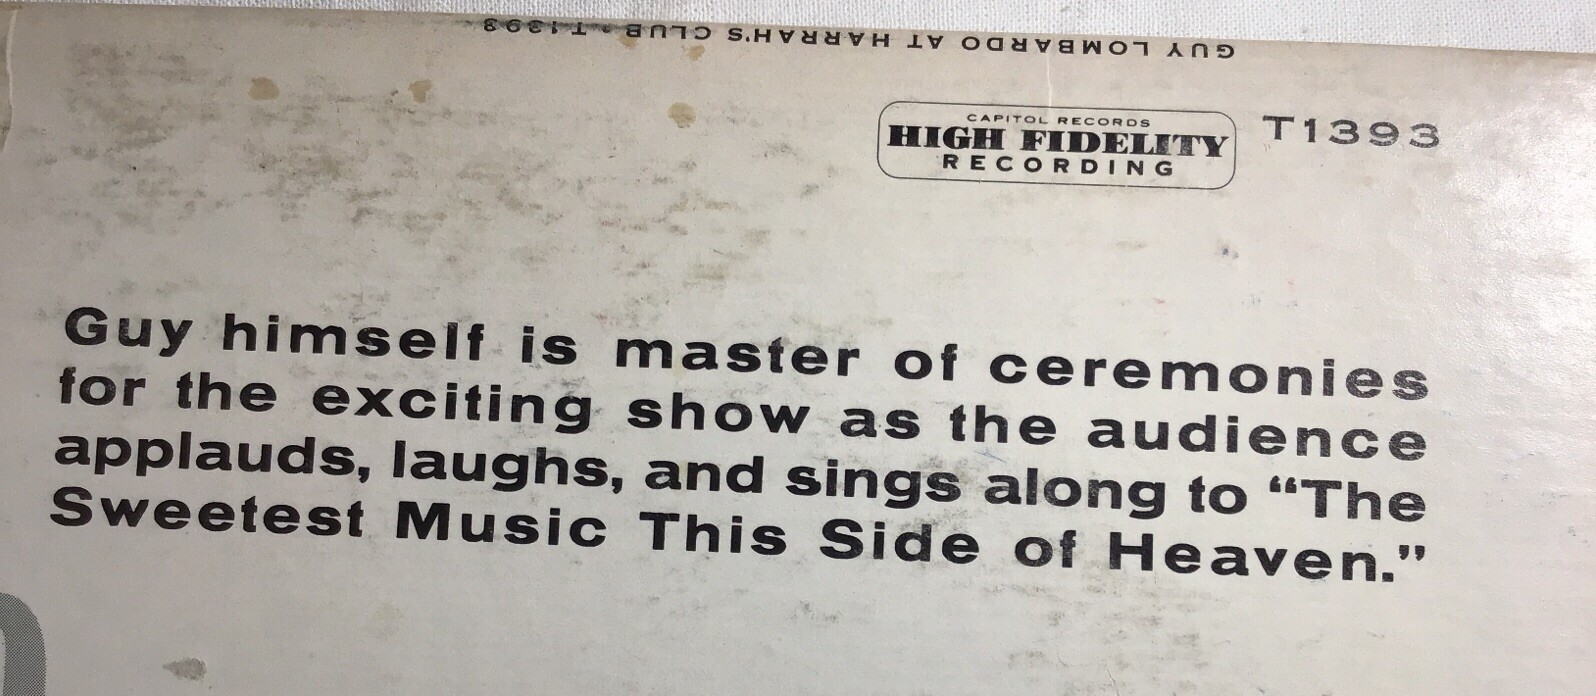 GUY LOMBARDO AT HARRAH'S CLUB • T1393
CAPITOL RECORDS
HIGH FIDELITY
RECORDING
T1393
Guy himself is master of ceremonies
for the exciting show as the audience
applauds, laughs, and sings along to “The
Sweetest Music This Side of Heaven.”